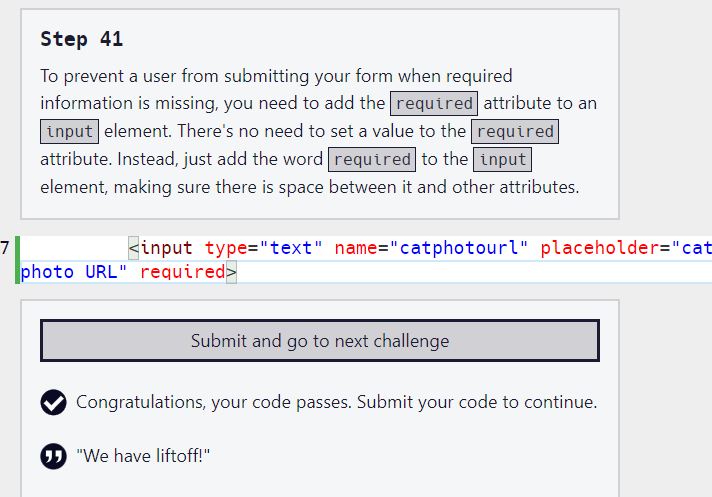 Step 41
To prevent a user from submitting your form when required
information is missing, you need to add the required attribute to an
input element. There's no need to set a value to the required
attribute. Instead, just add the word required to the input
element, making sure there is space between it and other attributes.
7 <input type="text" name="catphotourl" placeholder="cat
photo URL" required>
Submit and go to next challenge
Congratulations, your code passes. Submit your code to continue.
"We have liftoff!"